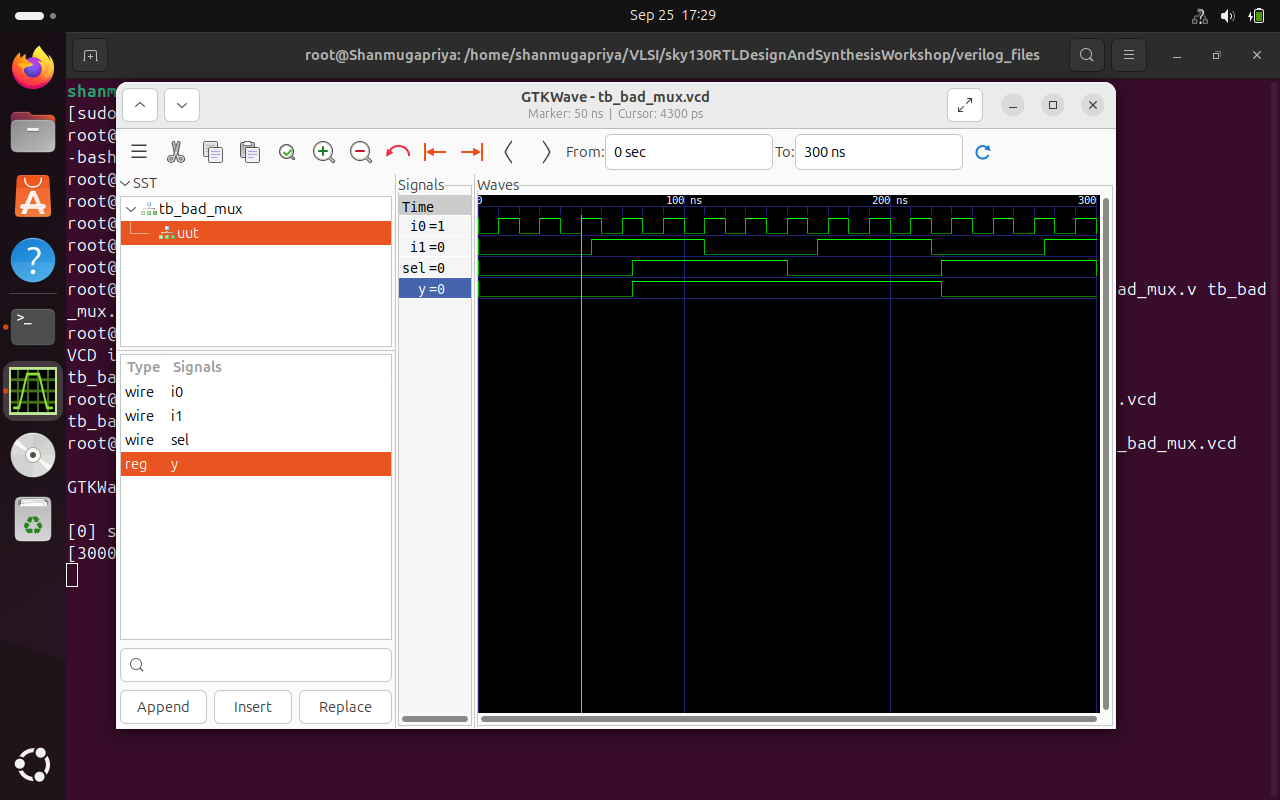 Sep 25 17:29
root@Shanmugapriya: /home/shanmugapriya/VLSI/sky130RTLDesignAndSynthesisWorkshop/verilog_files
shanm
[sudo
root@
-bash
root@
root@
root@
root@
root@
root@
ad_mux.v tb_bad
_mux.
root@
VCD i
tb_ba
root@
.vcd
tb_ba
root@
_bad_mux.vcd
GTKWa
[0] s
[3000
GTKWave - tb_bad_mux.vcd
Marker: 50 ns | Cursor: 4300 ps
From: 0 sec To: 300 ns
SST
tb_bad_mux
uut
Type Signals
wire i0
wire i1
wire sel
reg y
Append Insert Replace
Signals
Time
i0 =1
i1 =0
sel =0
y =0
Waves
0 100 ns 200 ns 300